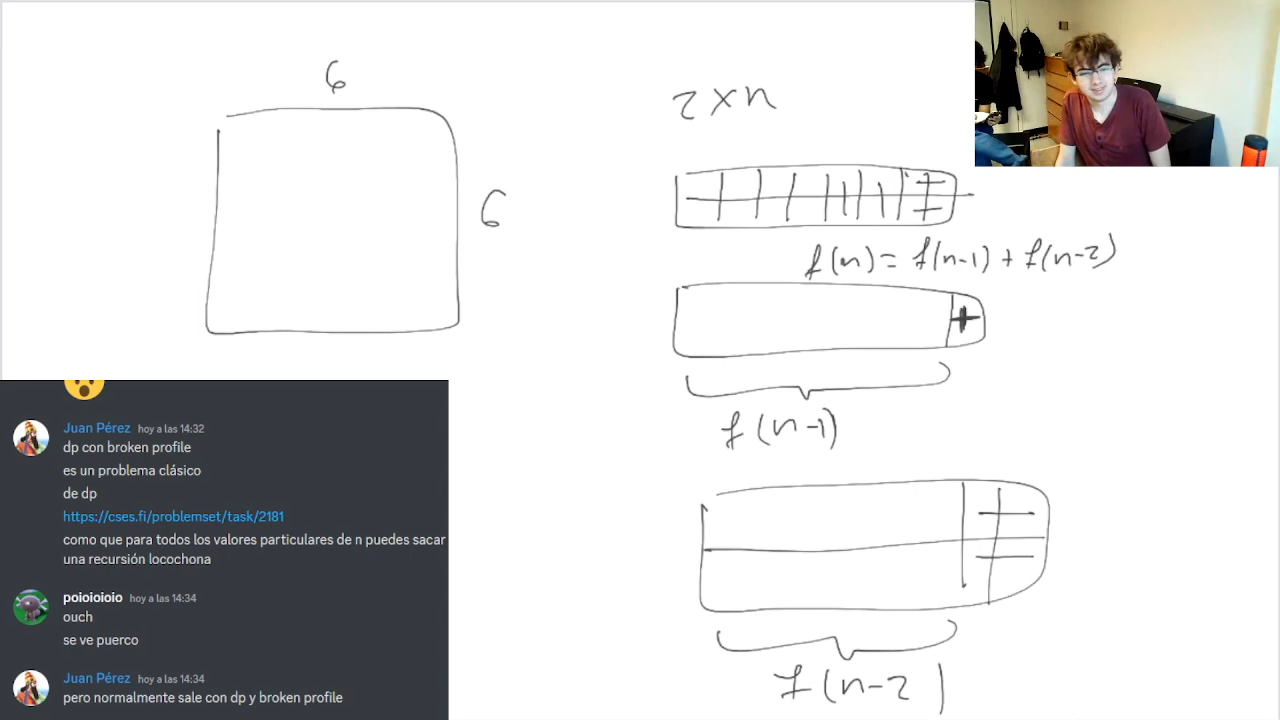 6
6
2 x n
f(n) = f(n-1) + f(n-2)
f(n-1)
f(n-2)
Juan Pérez hoy a las 14:32
dp con broken profile
es un problema clásico
de dp
https://cses.fi/problemset/task/2181
como que para todos los valores particulares de n puedes sacar
una recursión locochona
poioioioio hoy a las 14:34
ouch
se ve puerco
Juan Pérez hoy a las 14:34
pero normalmente sale con dp y broken profile